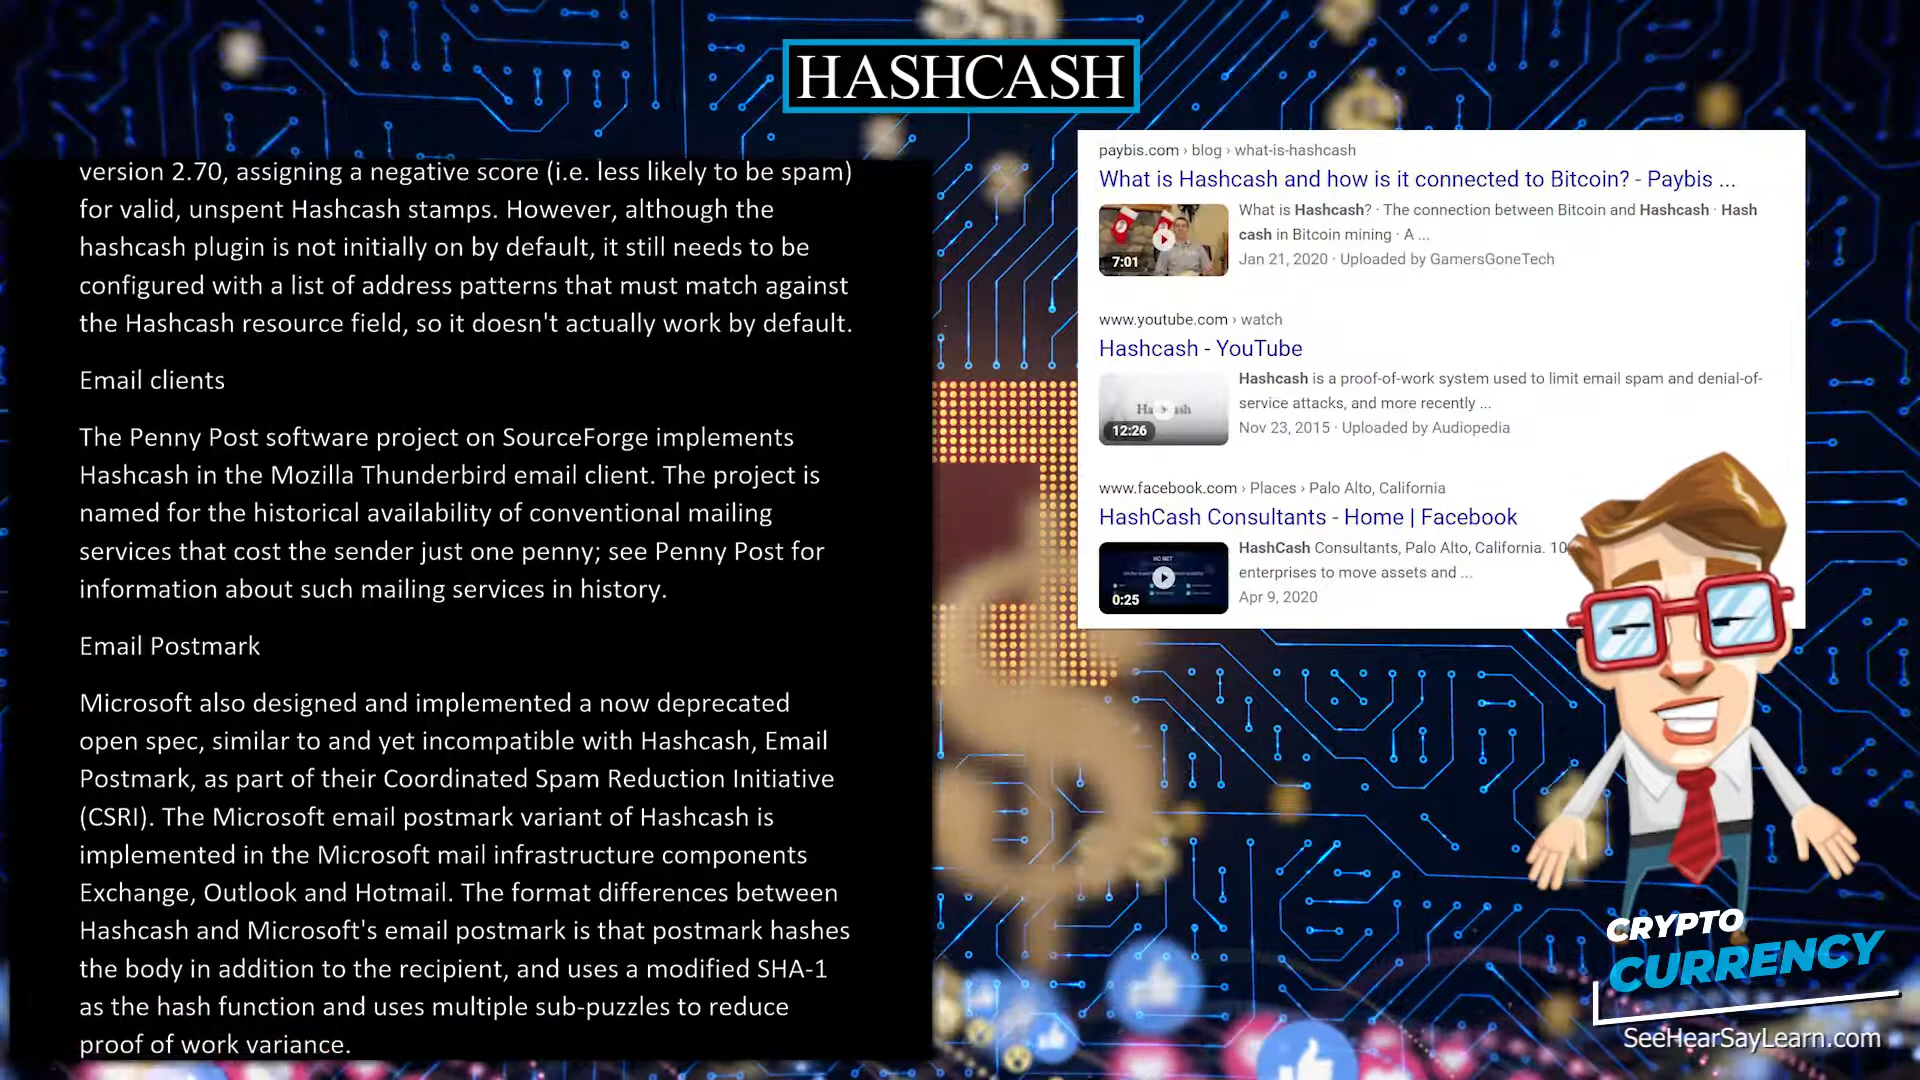 HASHCASH
version 2.70, assigning a negative score (i.e. less likely to be spam)
for valid, unspent Hashcash stamps. However, although the
hashcash plugin is not initially on by default, it still needs to be
configured with a list of address patterns that must match against
the Hashcash resource field, so it doesn't actually work by default.
Email clients
The Penny Post software project on SourceForge implements
Hashcash in the Mozilla Thunderbird email client. The project is
named for the historical availability of conventional mailing
services that cost the sender just one penny; see Penny Post for
information about such mailing services in history.
Email Postmark
Microsoft also designed and implemented a now deprecated
open spec, similar to and yet incompatible with Hashcash, Email
Postmark, as part of their Coordinated Spam Reduction Initiative
(CSRI). The Microsoft email postmark variant of Hashcash is
implemented in the Microsoft mail infrastructure components
Exchange, Outlook and Hotmail. The format differences between
Hashcash and Microsoft's email postmark is that postmark hashes
the body in addition to the recipient, and uses a modified SHA-1
as the hash function and uses multiple sub-puzzles to reduce
proof of work variance.
paybis.com › blog › what-is-hashcash
What is Hashcash and how is it connected to Bitcoin? - Paybis ...
What is Hashcash? · The connection between Bitcoin and Hashcash · Hash
cash in Bitcoin mining · A ...
Jan 21, 2020 · Uploaded by GamersGoneTech
7:01
www.youtube.com › watch
Hashcash - YouTube
Hashcash is a proof-of-work system used to limit email spam and denial-of-
service attacks, and more recently ...
Nov 23, 2015 · Uploaded by Audiopedia
12:26
www.facebook.com › Places › Palo Alto, California
HashCash Consultants - Home | Facebook
HashCash Consultants, Palo Alto, California. 10
enterprises to move assets and ...
Apr 9, 2020
HC NET
0:25
CRYPTO
CURRENCY
SeeHearSayLearn.com